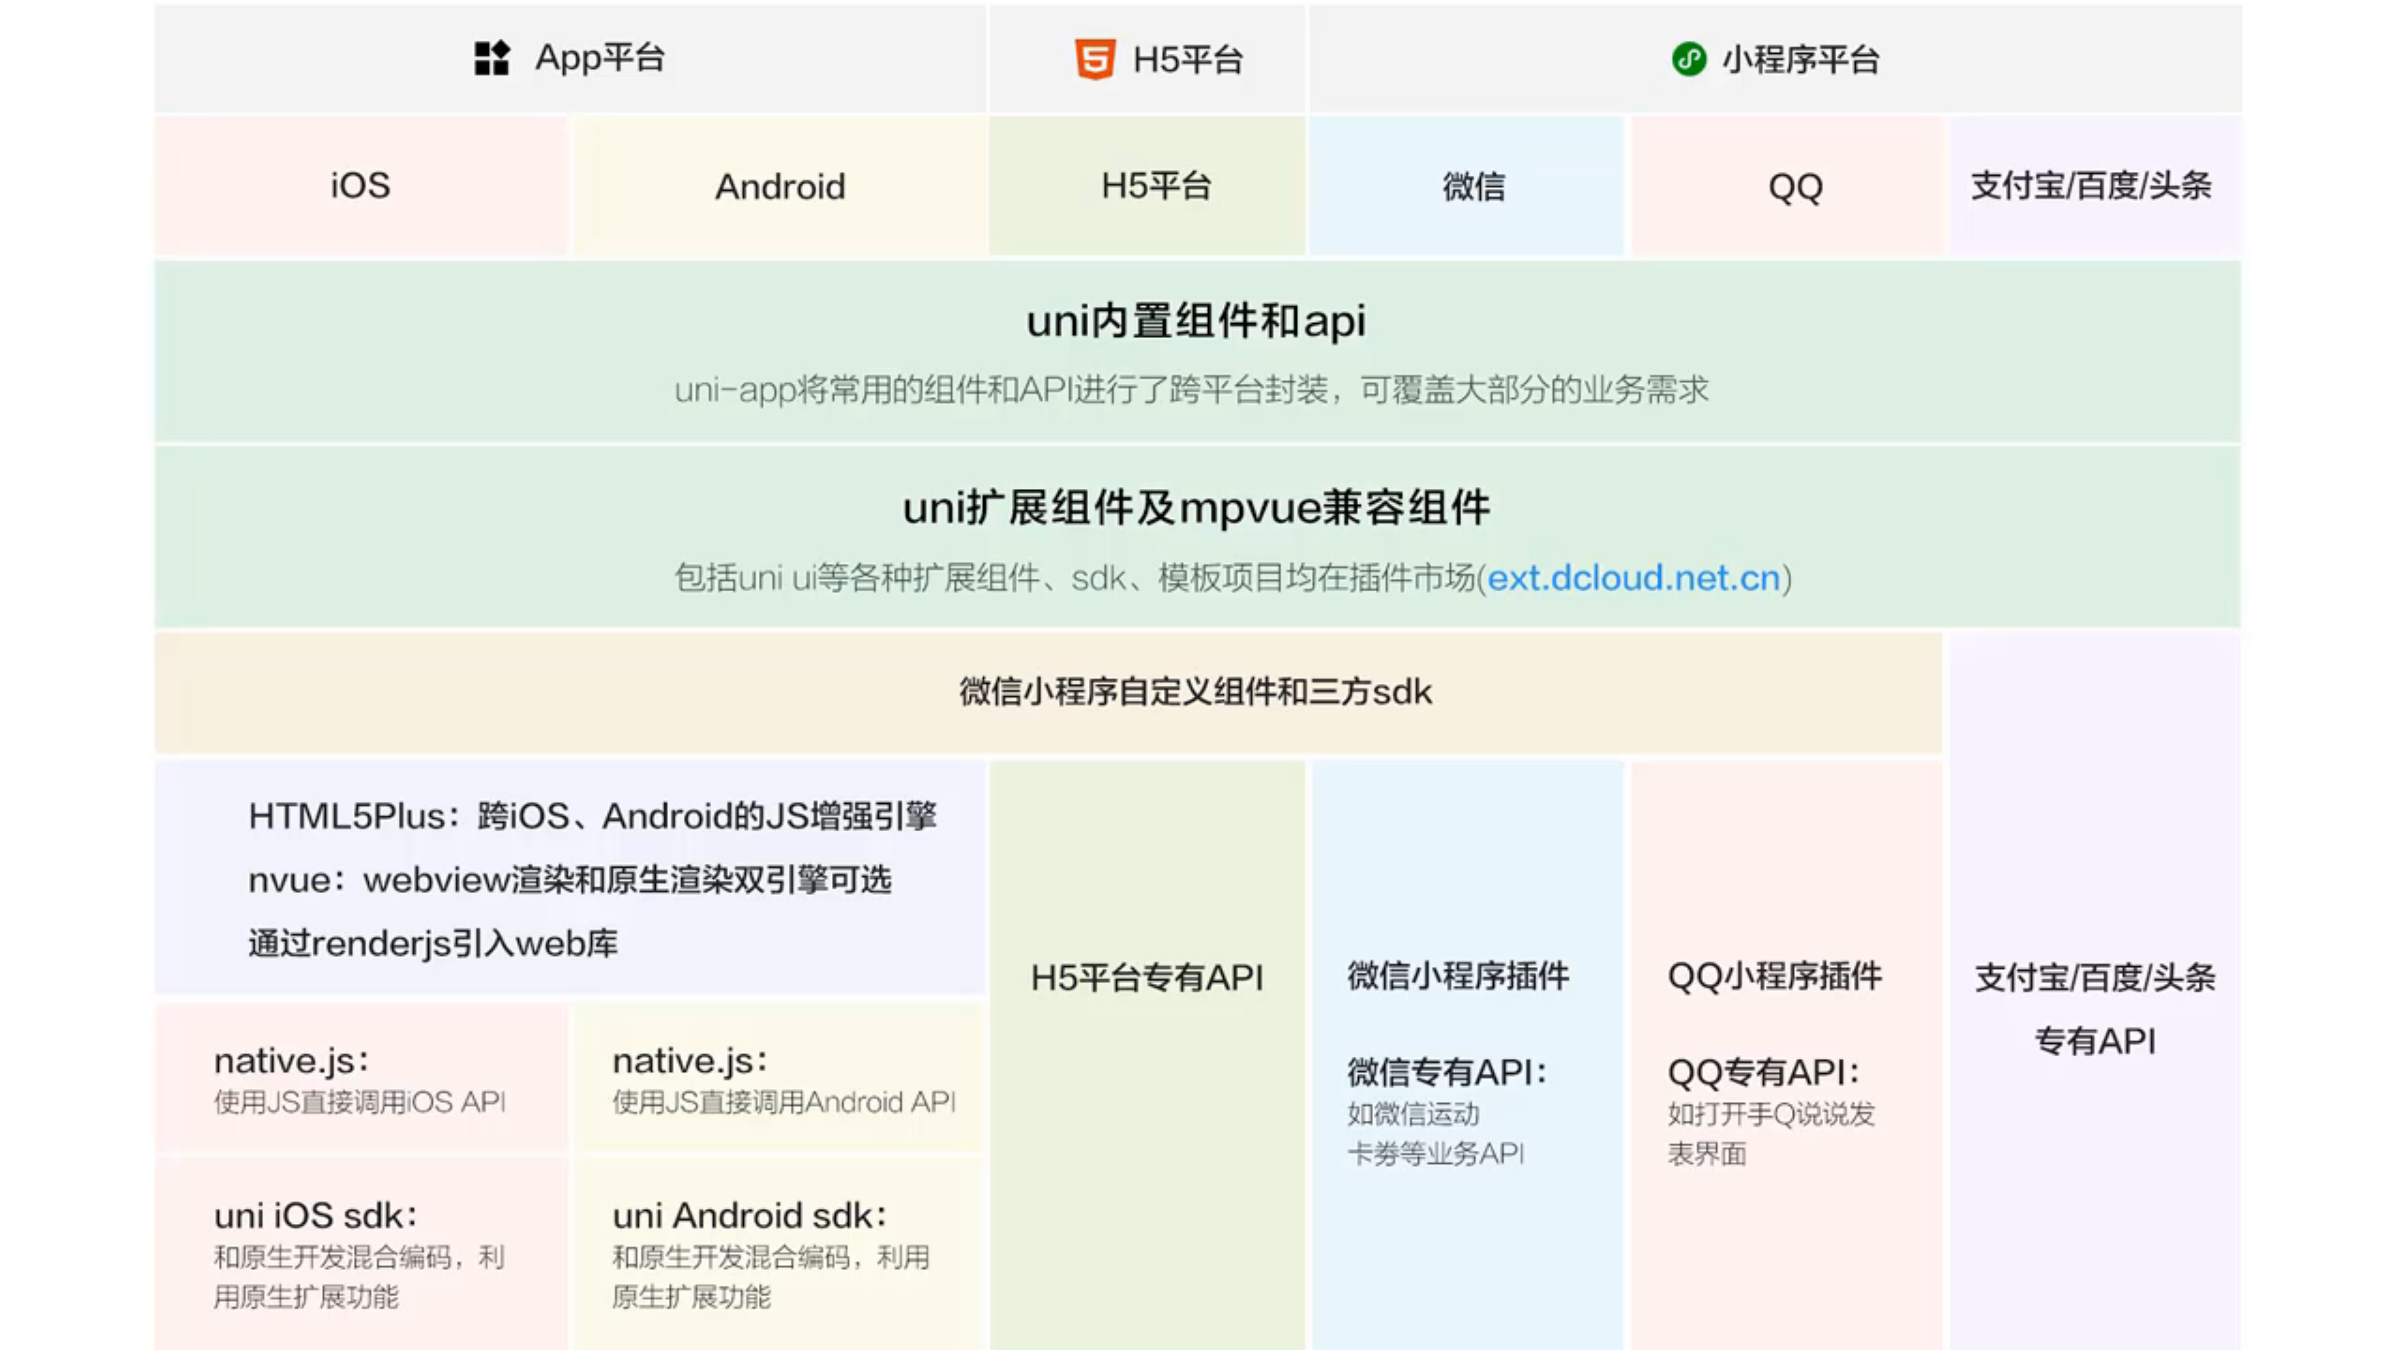 App平台
H5平台
小程序平台
iOS
Android
H5平台
微信
QQ
支付宝/百度/头条
uni内置组件和api
uni-app将常用的组件和API进行了跨平台封装，可覆盖大部分的业务需求
uni扩展组件及mpvue兼容组件
包括uni ui等各种扩展组件、sdk、模板项目均在插件市场(ext.dcloud.net.cn)
微信小程序自定义组件和三方sdk
HTML5Plus：跨iOS、Android的JS增强引擎
nvue：webview渲染和原生渲染双引擎可选
通过renderjs引入web库
native.js：
使用JS直接调用iOS API
native.js：
使用JS直接调用Android API
uni iOS sdk：
和原生开发混合编码，利
用原生扩展功能
uni Android sdk：
和原生开发混合编码，利用
原生扩展功能
H5平台专有API
微信小程序插件
微信专有API：
如微信运动
卡券等业务API
QQ小程序插件
QQ专有API：
如打开手Q说说发
表界面
支付宝/百度/头条
专有API